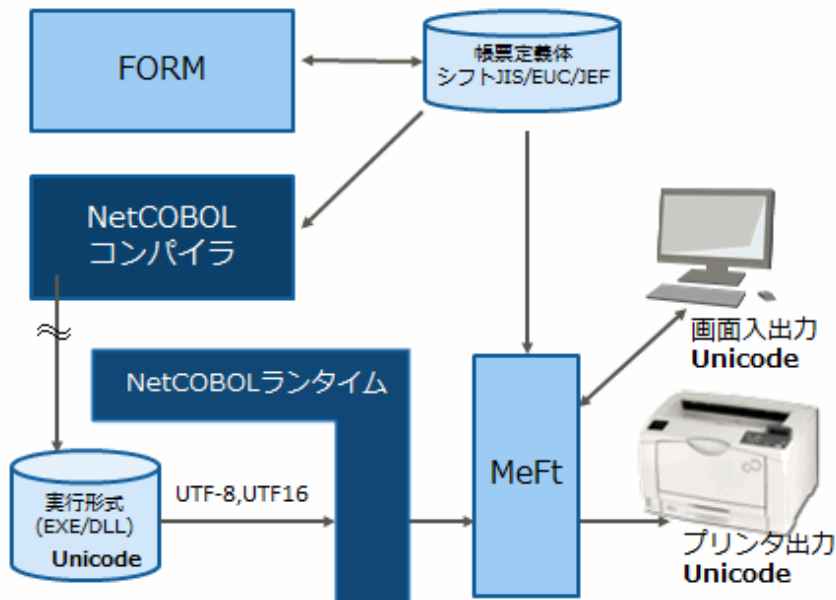 FORM
帳票定義体
シフトJIS/EUC/JEF
NetCOBOL
コンパイラ
画面入出力
Unicode
NetCOBOLランタイム
MeFt
実行形式
(EXE/DLL)
Unicode
UTF-8,UTF16
プリンタ出力
Unicode